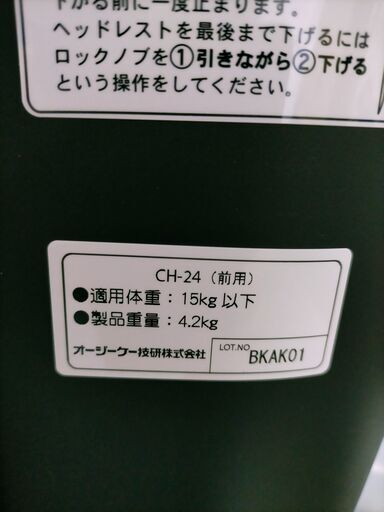 下がる前に一度止まります。
ヘッドレストを最後まで下げるには
ロックノブを①引きながら②下げる
という操作をしてください。
CH-24（前用）
●適用体重：15kg 以下
●製品重量：4.2kg
オージーケー技研株式会社
LOT.NO BKAK01